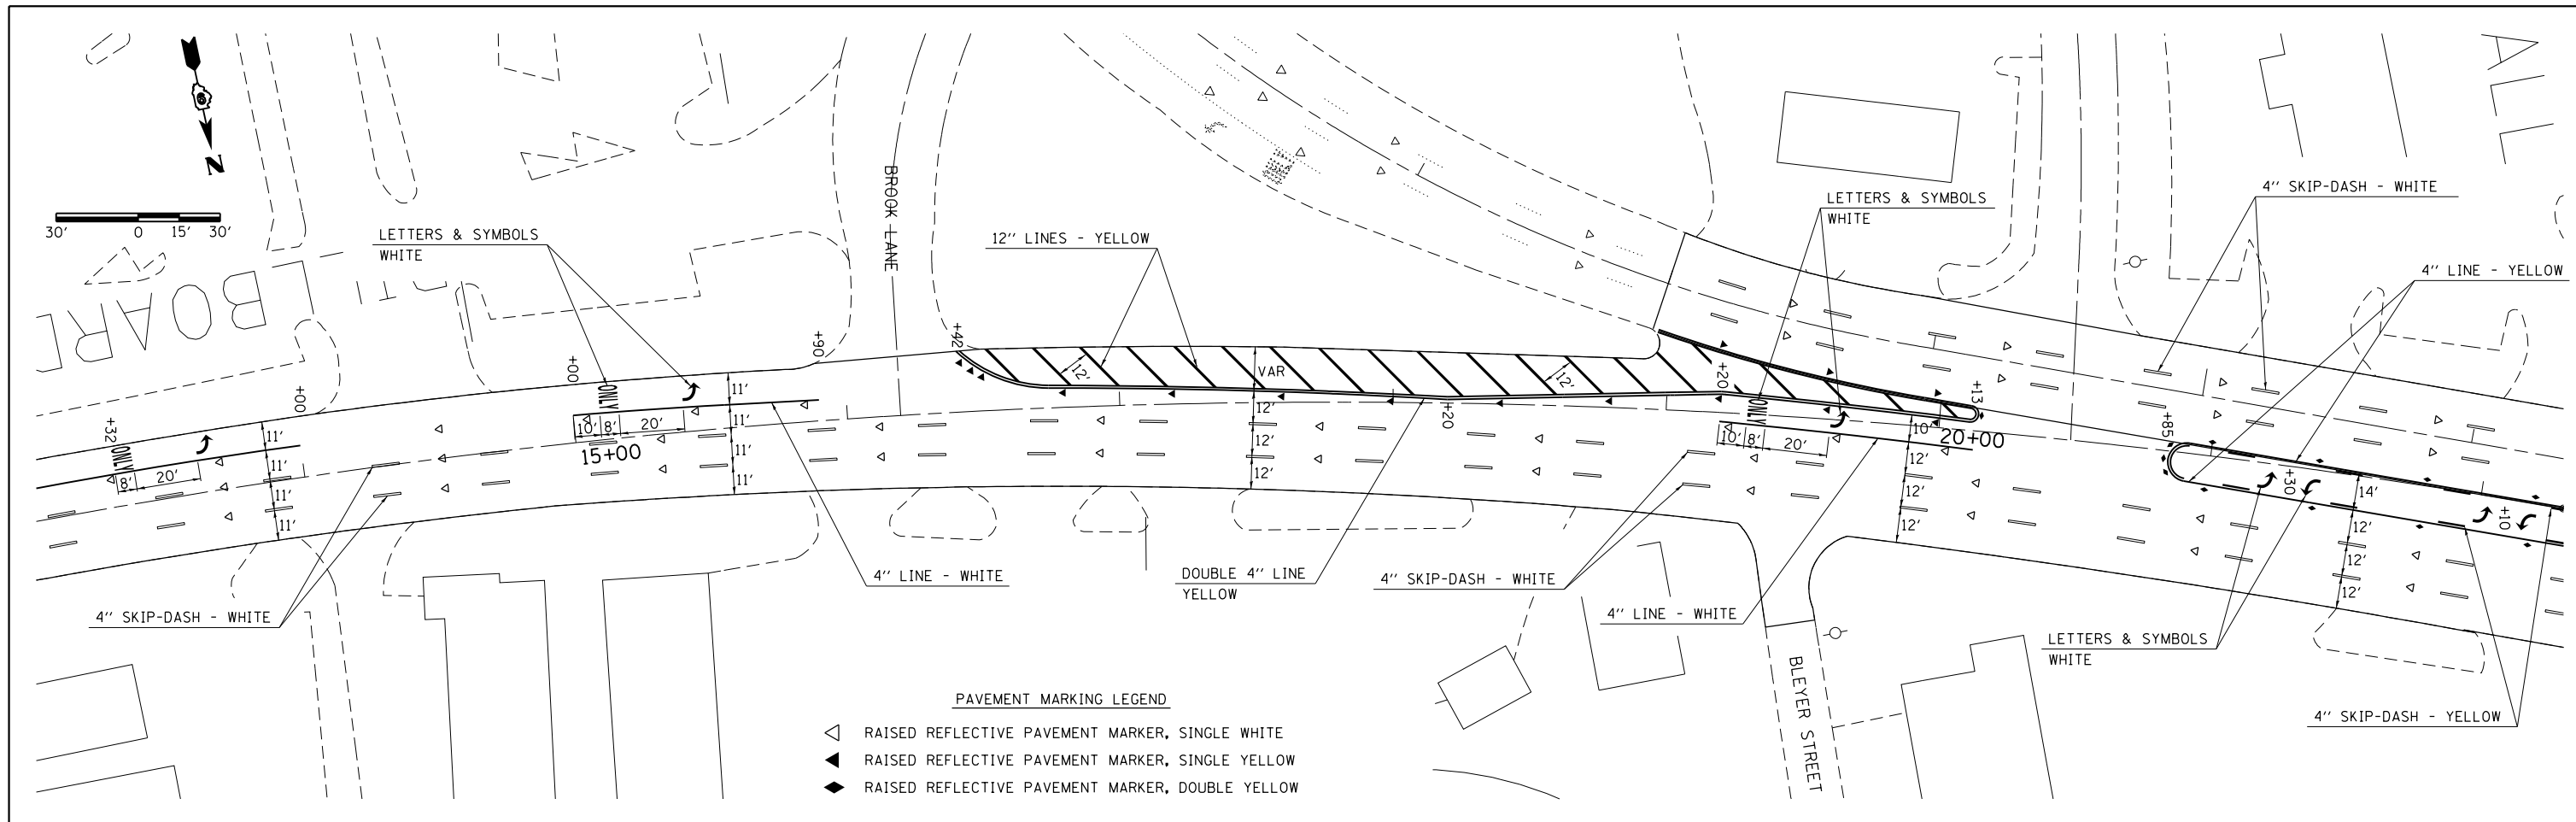 N
30' 0 15' 30'
LETTERS & SYMBOLS
WHITE
BROOK LANE
12'' LINES - YELLOW
LETTERS & SYMBOLS
WHITE
4'' SKIP-DASH - WHITE
4'' LINE - YELLOW
BOAR
+32
ONLY
8'
20'
+00
11'
11'
11'
11'
+00
ONLY
10'
8'
20'
15+00
+90
11'
11'
11'
11'
+42
12'
VAR
12'
12'
12'
12'
+20
+20
ONLY
10'
8'
20'
+13
10'
20+00
12'
12'
12'
+85
+30
14'
12'
12'
12'
+10
4'' SKIP-DASH - WHITE
4'' LINE - WHITE
DOUBLE 4'' LINE
YELLOW
4'' SKIP-DASH - WHITE
4'' LINE - WHITE
BLEYER STREET
LETTERS & SYMBOLS
WHITE
4'' SKIP-DASH - YELLOW
PAVEMENT MARKING LEGEND
RAISED REFLECTIVE PAVEMENT MARKER, SINGLE WHITE
RAISED REFLECTIVE PAVEMENT MARKER, SINGLE YELLOW
RAISED REFLECTIVE PAVEMENT MARKER, DOUBLE YELLOW